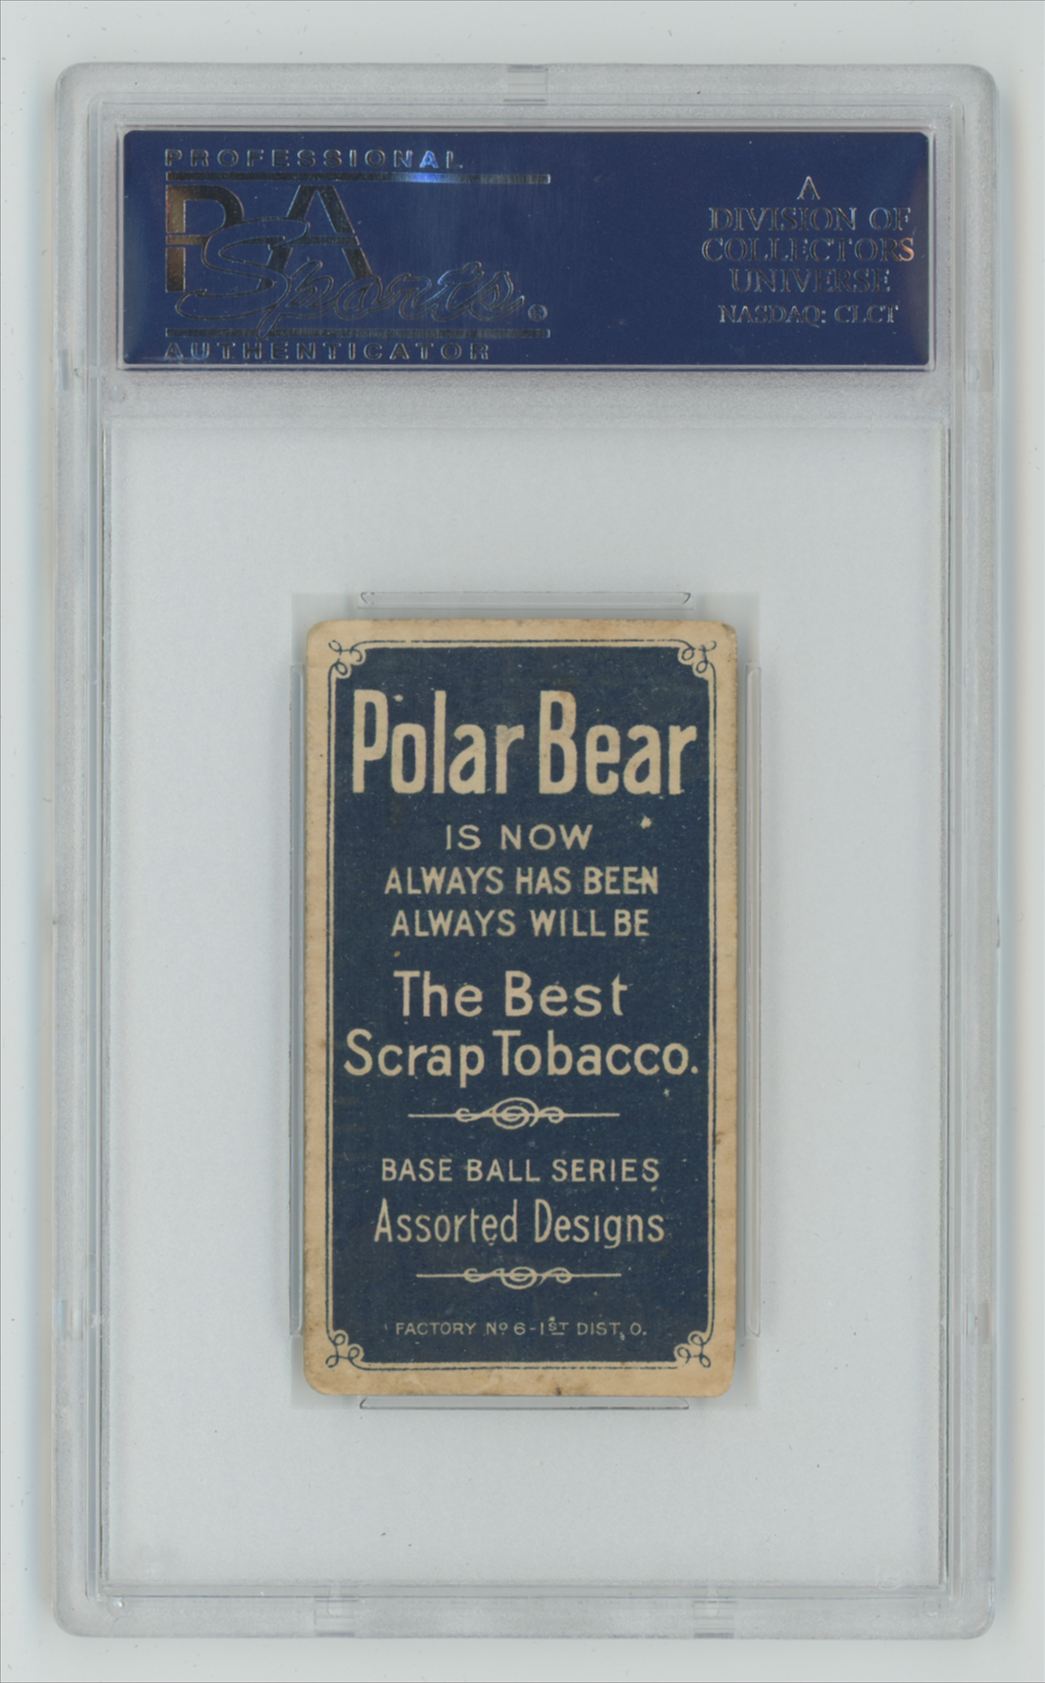 PROFESSIONAL
PSA
Sports®
AUTHENTICATOR
A
DIVISION OF
COLLECTORS
UNIVERSE
NASDAQ: CLCT
Polar Bear
IS NOW
ALWAYS HAS BEEN
ALWAYS WILL BE
The Best
Scrap Tobacco.
BASE BALL SERIES
Assorted Designs
FACTORY Nº 6-1ST DIST, O.